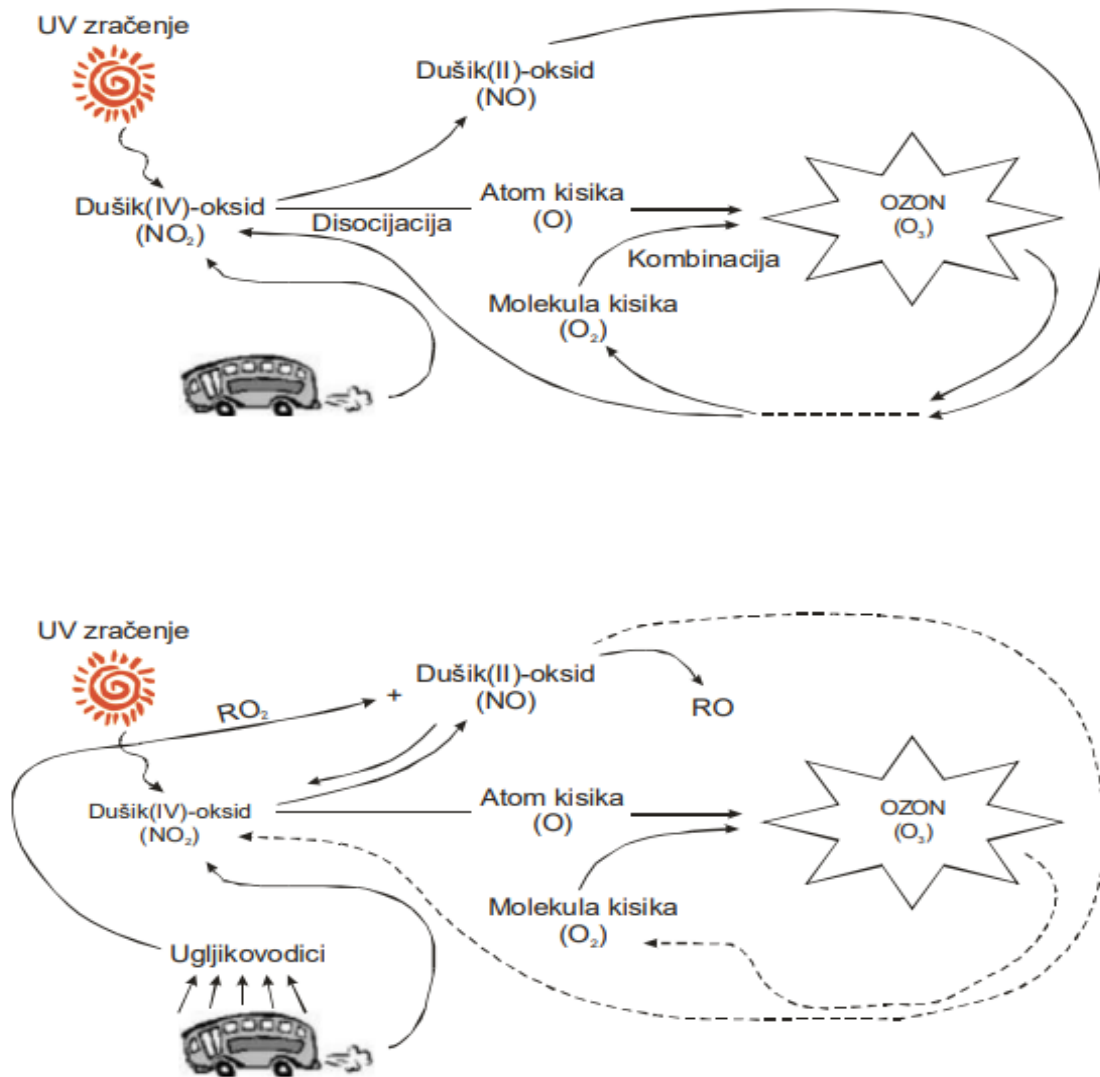 UV zračenje
Dušik(II)-oksid
(NO)
Dušik(IV)-oksid
(NO₂)
Disocijacija
Atom kisika
(O)
OZON
(O₃)
Kombinacija
Molekula kisika
(O₂)
UV zračenje
RO₂
+
Dušik(II)-oksid
(NO)
RO
Dušik(IV)-oksid
(NO₂)
Atom kisika
(O)
OZON
(O₃)
Molekula kisika
(O₂)
Ugljikovodici